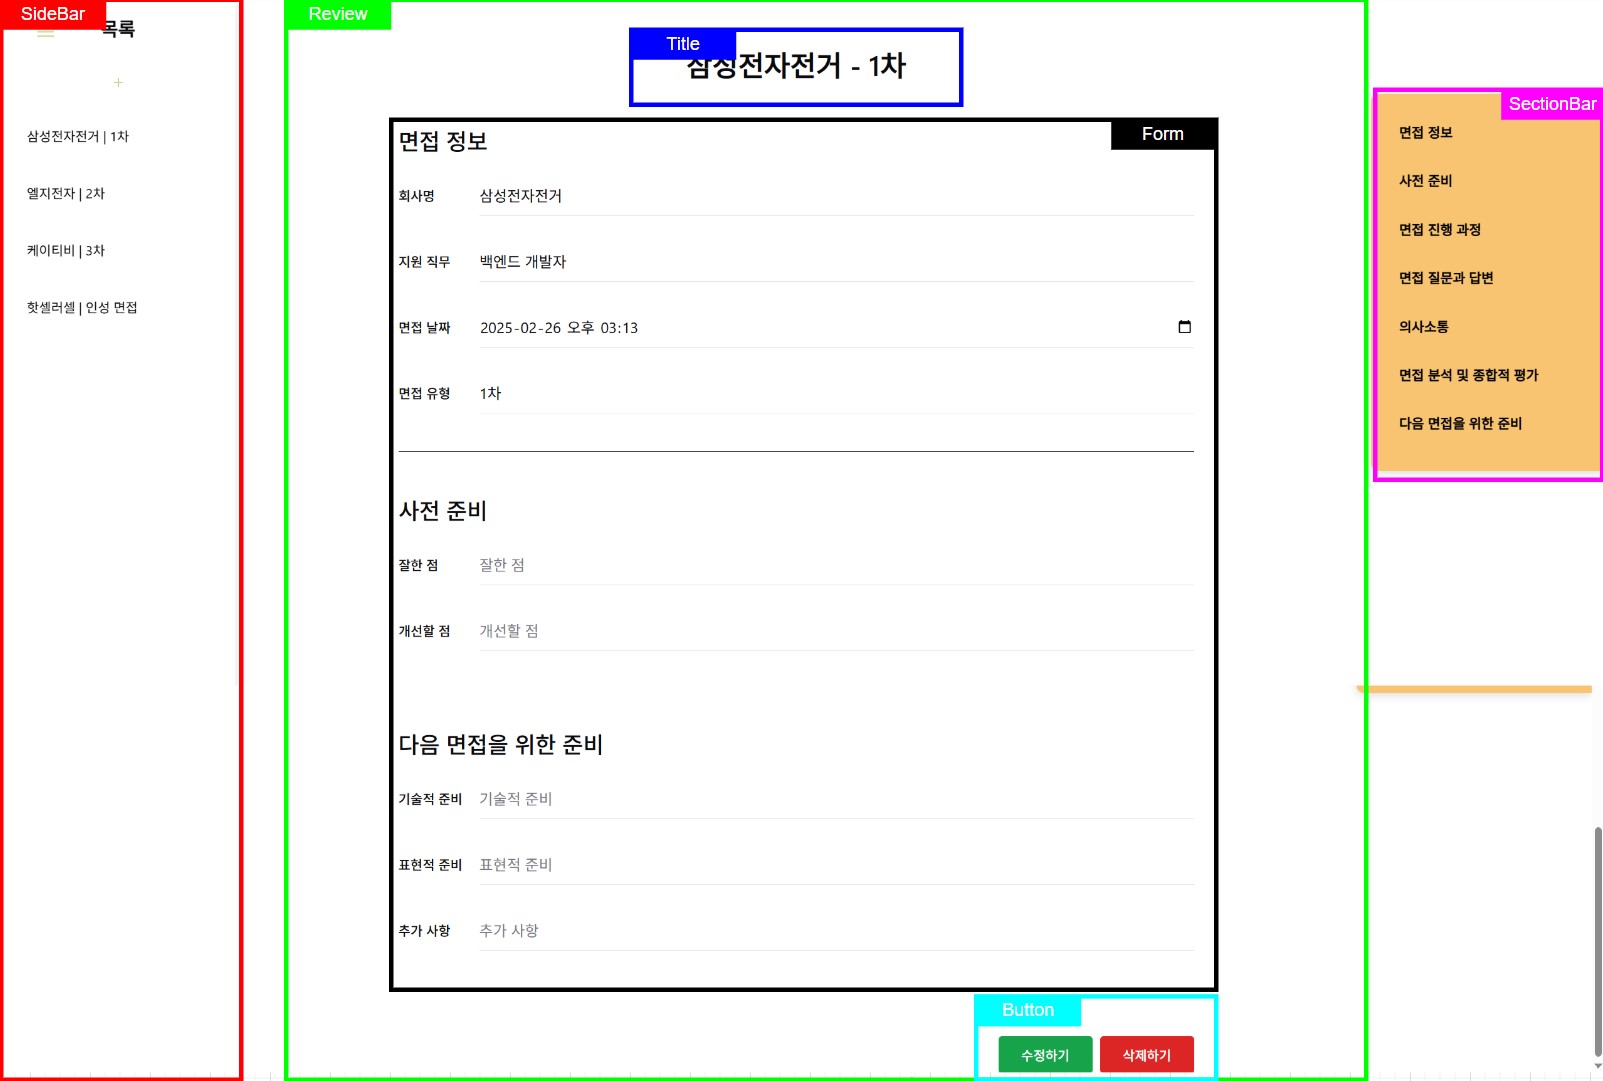 SideBar
목록
+
삼성전자전거 | 1차
엘지전자 | 2차
케이티비 | 3차
핫셀러셀 | 인성 면접
Review
Title
삼성전자전거 - 1차
Form
면접 정보
회사명 삼성전자전거
지원 직무 백엔드 개발자
면접 날짜 2025-02-26 오후 03:13
면접 유형 1차
사전 준비
잘한 점 잘한 점
개선할 점 개선할 점
다음 면접을 위한 준비
기술적 준비 기술적 준비
표현적 준비 표현적 준비
추가 사항 추가 사항
Button
수정하기 삭제하기
SectionBar
면접 정보
사전 준비
면접 진행 과정
면접 질문과 답변
의사소통
면접 분석 및 종합적 평가
다음 면접을 위한 준비